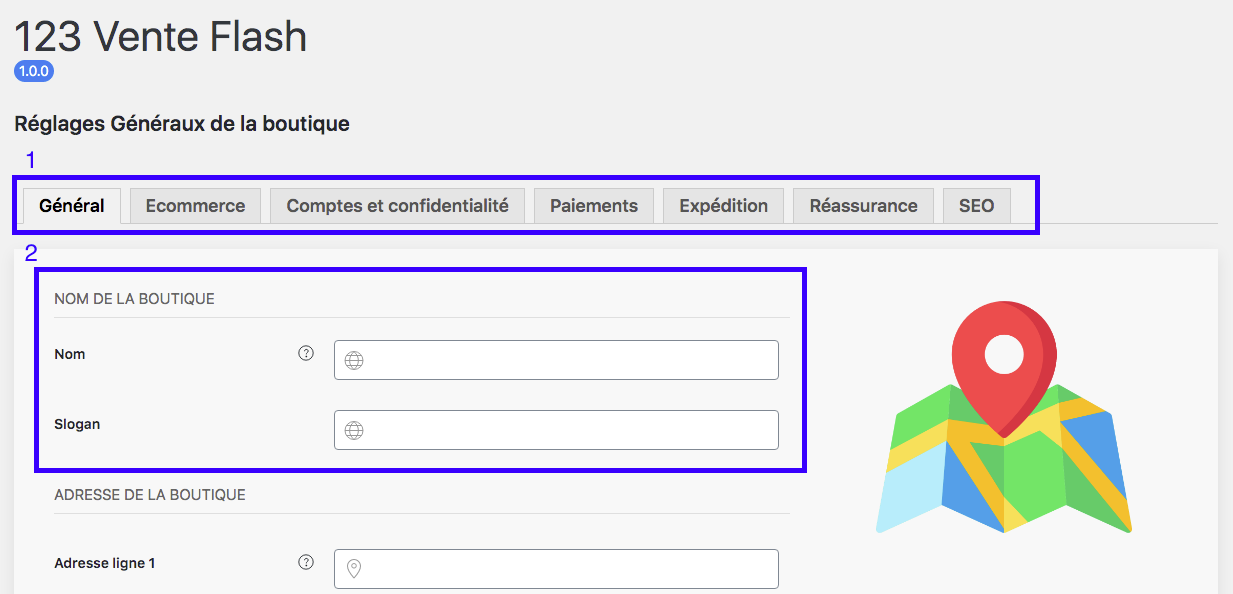 123 Vente Flash
1.0.0
Réglages Généraux de la boutique
1
Général Ecommerce Comptes et confidentialité Paiements Expédition Réassurance SEO
2
NOM DE LA BOUTIQUE
Nom ?
Slogan
ADRESSE DE LA BOUTIQUE
Adresse ligne 1 ?